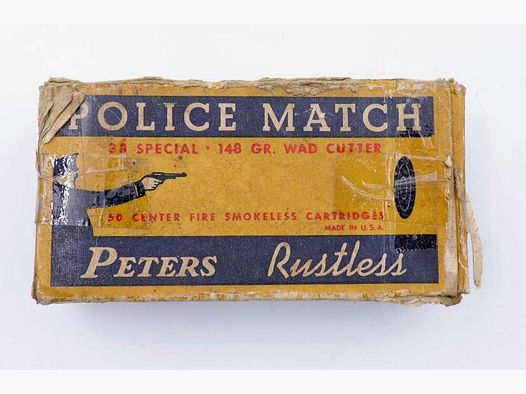 POLICE MATCH
38 SPECIAL · 148 GR. WAD CUTTER
50 CENTER FIRE SMOKELESS CARTRIDGES
MADE IN U.S.A.
PETERS Rustless